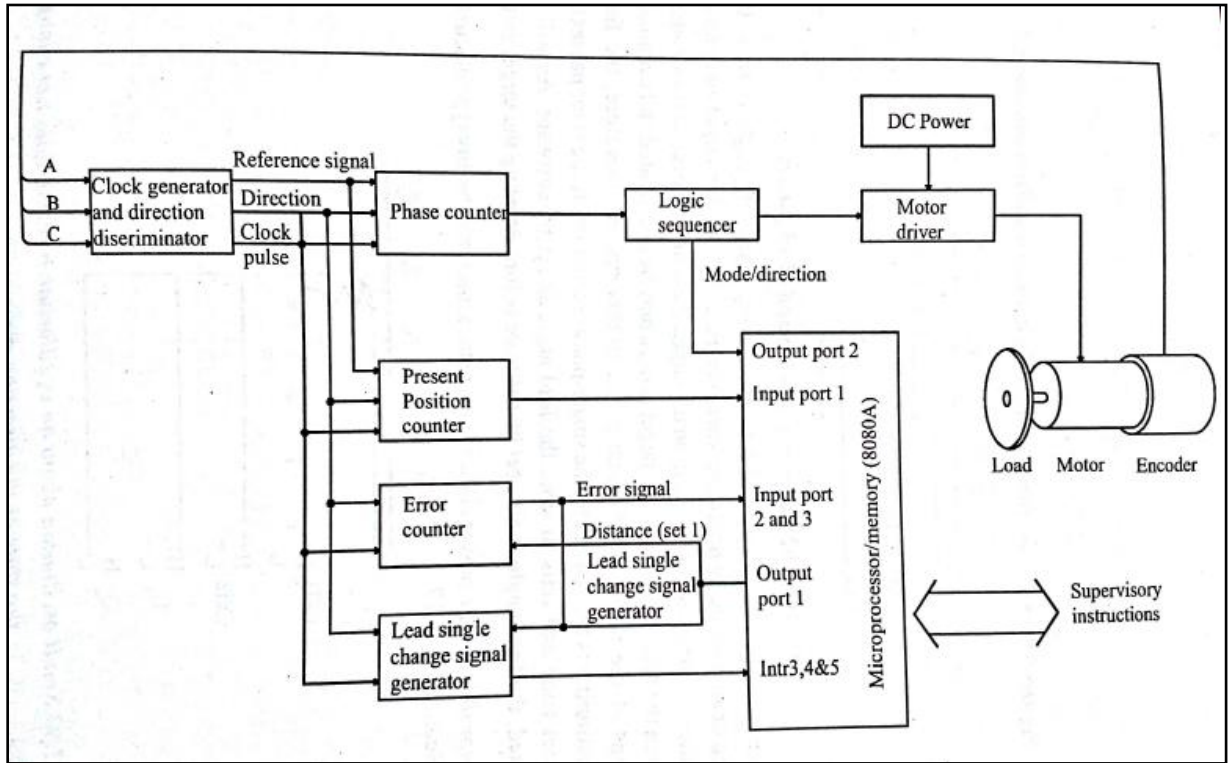 DC Power
A
B
C
Clock generator
and direction
diseriminator
Reference signal
Direction
Clock
pulse
Phase counter
Logic
sequencer
Motor
driver
Mode/direction
Present
Position
counter
Output port 2
Input port 1
Microprocessor/memory (8080A)
Load
Motor
Encoder
Error
counter
Error signal
Input port
2 and 3
Distance (set 1)
Lead single
change signal
generator
Output
port 1
Supervisory
instructions
Lead single
change signal
generator
Intr3,4&5